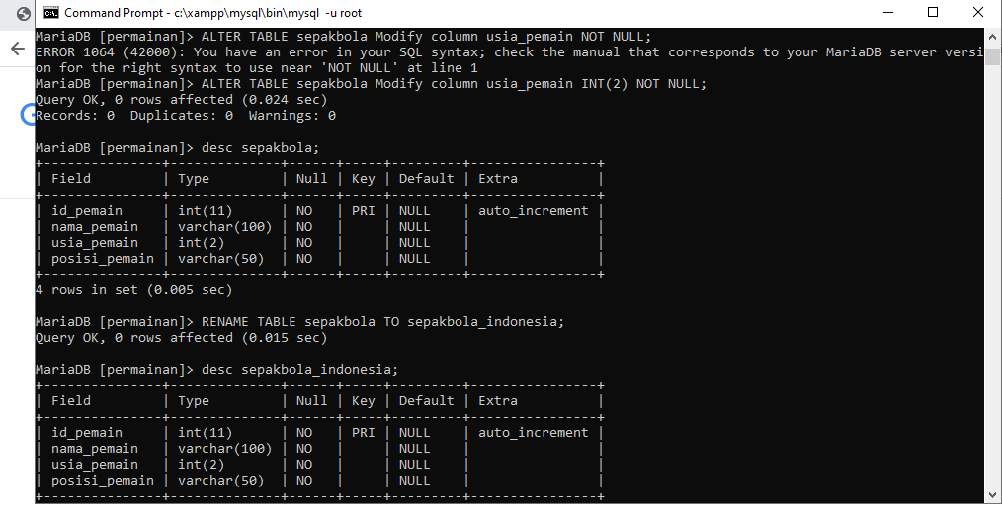 Command Prompt - c:\xampp\mysql\bin\mysql -u root
MariaDB [permainan]> ALTER TABLE sepakbola Modify column usia_pemain NOT NULL;
ERROR 1064 (42000): You have an error in your SQL syntax; check the manual that corresponds to your MariaDB server versi
on for the right syntax to use near 'NOT NULL' at line 1
MariaDB [permainan]> ALTER TABLE sepakbola Modify column usia_pemain INT(2) NOT NULL;
Query OK, 0 rows affected (0.024 sec)
Records: 0  Duplicates: 0  Warnings: 0

MariaDB [permainan]> desc sepakbola;
+----------------+--------------+------+-----+---------+----------------+
| Field          | Type         | Null | Key | Default | Extra          |
+----------------+--------------+------+-----+---------+----------------+
| id_pemain      | int(11)      | NO   | PRI | NULL    | auto_increment |
| nama_pemain    | varchar(100) | NO   |     | NULL    |                |
| usia_pemain    | int(2)       | NO   |     | NULL    |                |
| posisi_pemain  | varchar(50)  | NO   |     | NULL    |                |
+----------------+--------------+------+-----+---------+----------------+
4 rows in set (0.005 sec)

MariaDB [permainan]> RENAME TABLE sepakbola TO sepakbola_indonesia;
Query OK, 0 rows affected (0.015 sec)

MariaDB [permainan]> desc sepakbola_indonesia;
+----------------+--------------+------+-----+---------+----------------+
| Field          | Type         | Null | Key | Default | Extra          |
+----------------+--------------+------+-----+---------+----------------+
| id_pemain      | int(11)      | NO   | PRI | NULL    | auto_increment |
| nama_pemain    | varchar(100) | NO   |     | NULL    |                |
| usia_pemain    | int(2)       | NO   |     | NULL    |                |
| posisi_pemain  | varchar(50)  | NO   |     | NULL    |                |
+----------------+--------------+------+-----+---------+----------------+